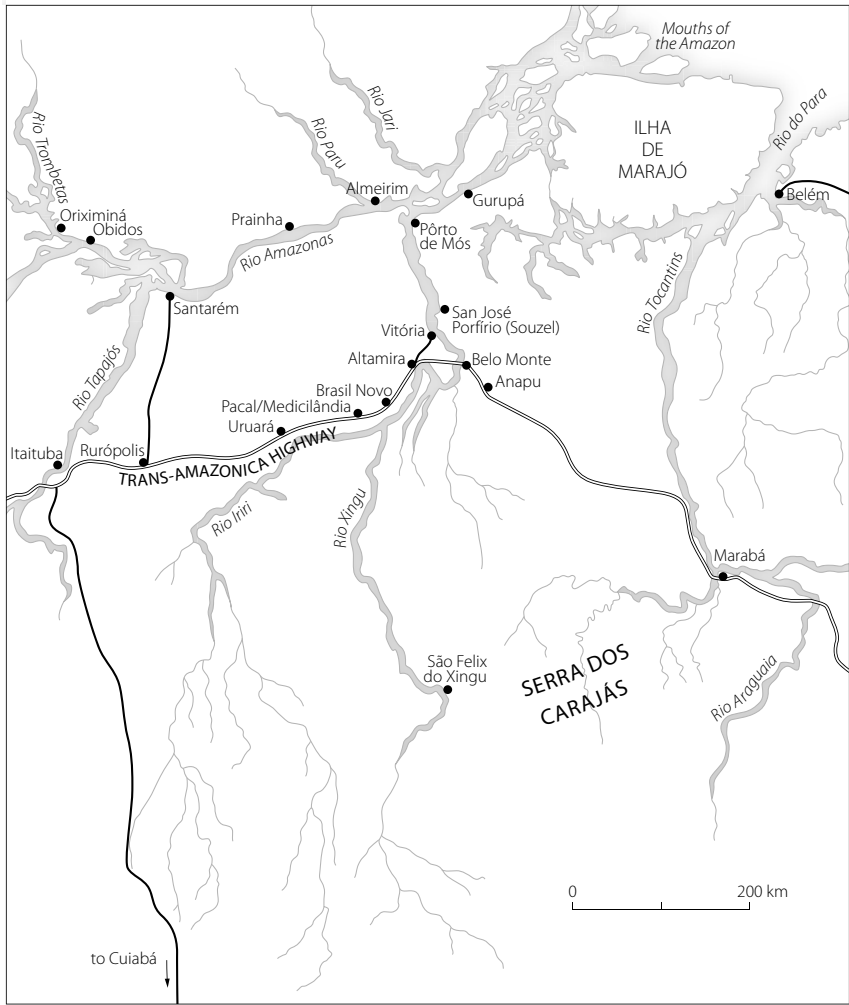 Mouths of
the Amazon
Rio Jari
Rio do Para
Rio Trombetas
Rio Paru
ILHA
DE
MARAJÓ
Almeirim
Gurupá
Belém
Oriximiná
Obidos
Prainha
Pôrto
de Mós
Rio Amazonas
Santarém
Rio Tocantins
San José
Porfírio (Souzel)
Vitória
Rio Tapajós
Altamira
Belo Monte
Anapu
Brasil Novo
Pacal/Medicilândia
Uruará
Itaituba
Rurópolis
TRANS-AMAZONICA HIGHWAY
Rio Iriri
Rio Xingu
Marabá
São Felix
do Xingu
SERRA DOS
CARAJÁS
Rio Araguaia
0 200 km
to Cuiabá